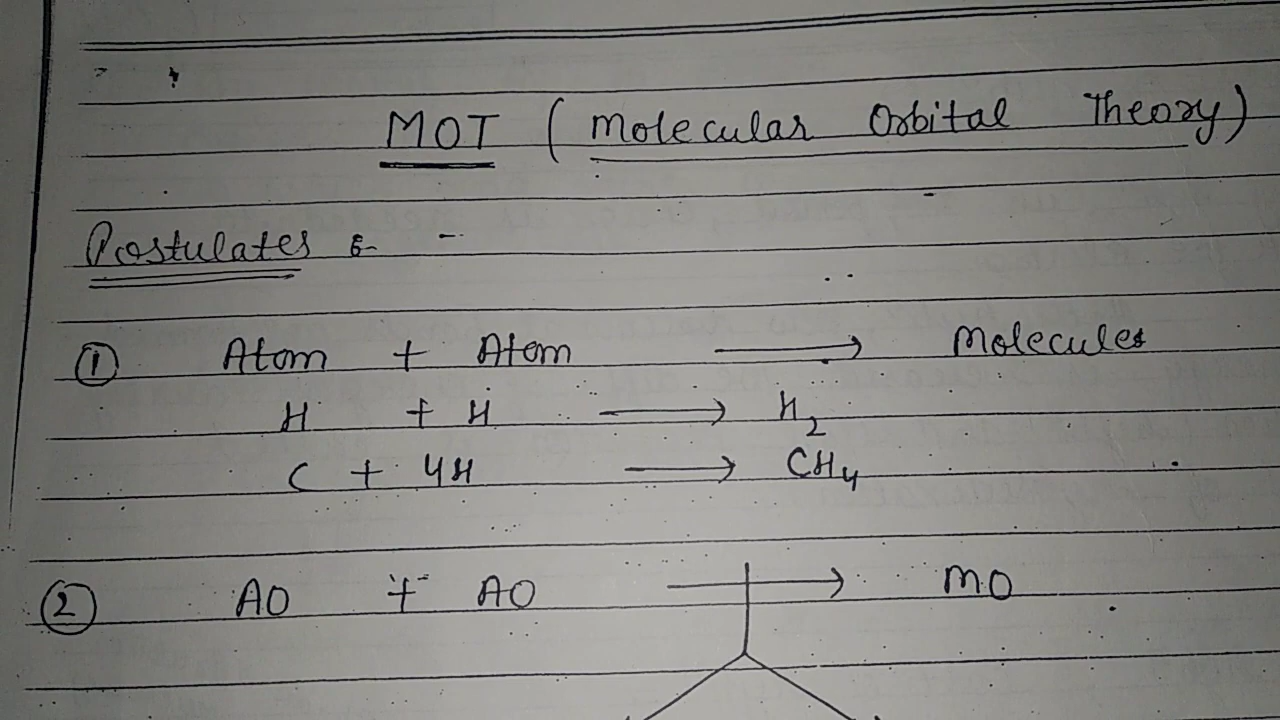 MOT (Molecular Orbital Theory)
Postulates :-
① Atom + Atom ⟶ Molecules
H + H ⟶ H₂
C + 4H ⟶ CH₄
② AO + AO ⟶ MO